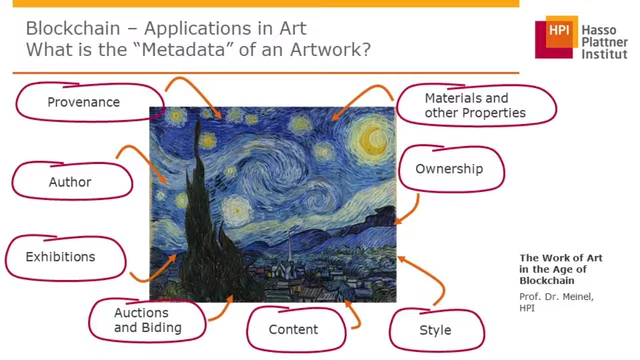 Blockchain – Applications in Art
What is the “Metadata” of an Artwork?
HPI
Hasso
Plattner
Institut
Provenance
Materials and
other Properties
Author
Ownership
Exhibitions
Auctions
and Biding
Content
Style
The Work of Art
in the Age of
Blockchain
Prof. Dr. Meinel,
HPI